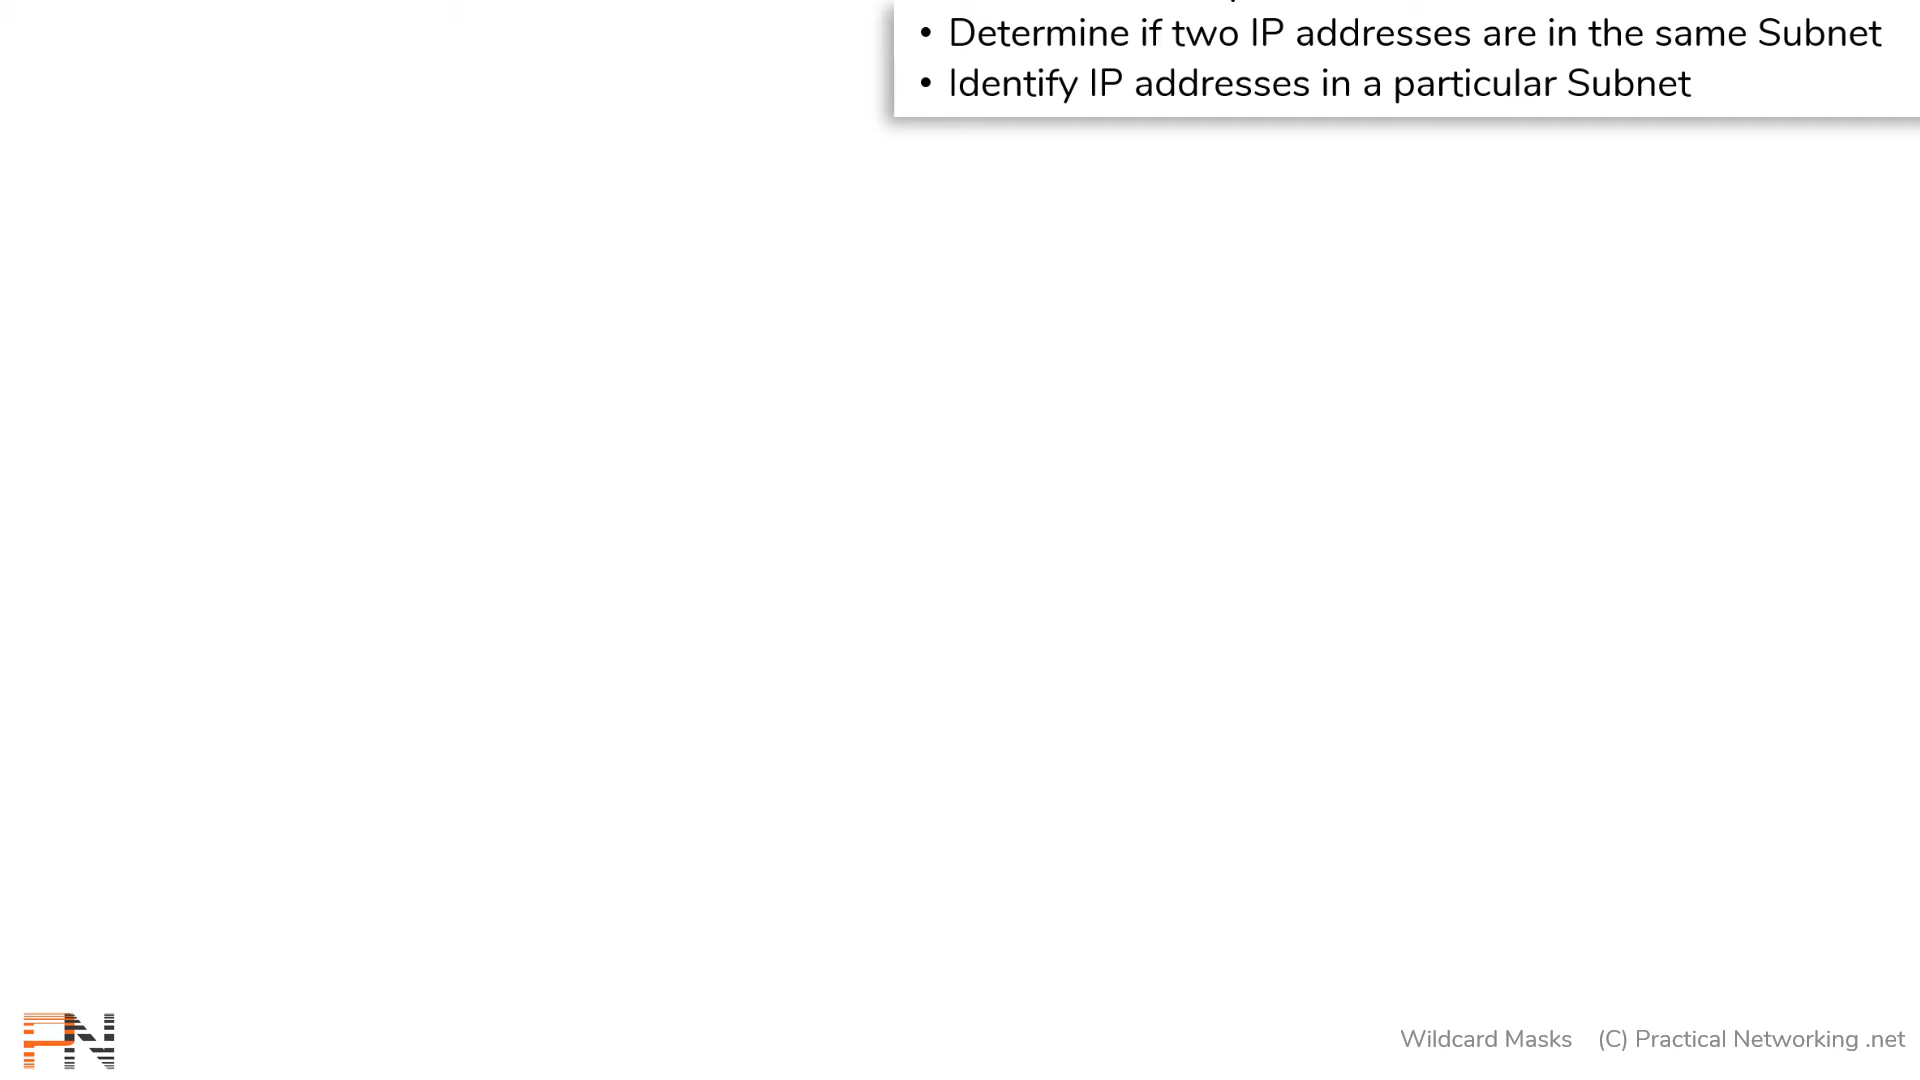 • Determine if two IP addresses are in the same Subnet
• Identify IP addresses in a particular Subnet
PN
Wildcard Masks (C) Practical Networking .net